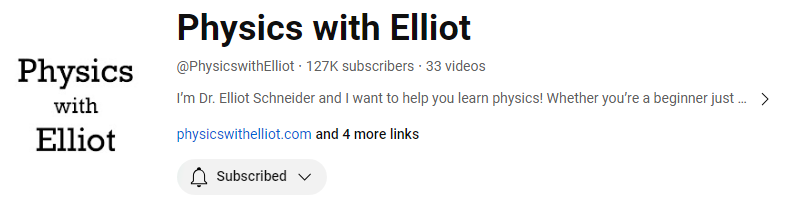 Physics with Elliot
@PhysicswithElliot · 127K subscribers · 33 videos
I’m Dr. Elliot Schneider and I want to help you learn physics! Whether you’re a beginner just ...
physicswithelliot.com and 4 more links
Subscribed
Physics
with
Elliot